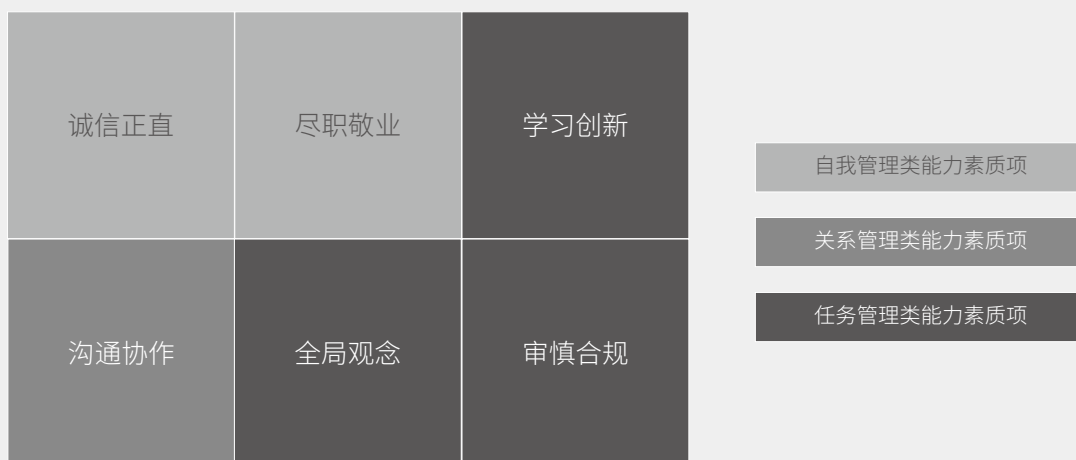 诚信正直
尽职敬业
学习创新
沟通协作
全局观念
审慎合规
自我管理类能力素质项
关系管理类能力素质项
任务管理类能力素质项